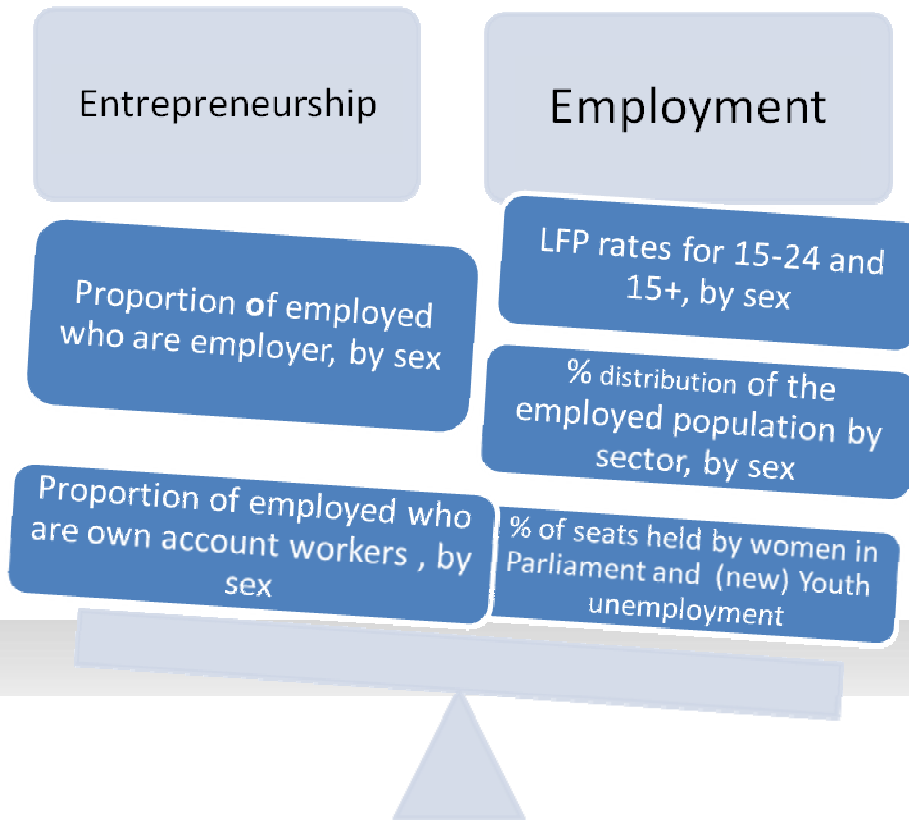 Entrepreneurship
Employment
Proportion of employed
who are employer, by sex
Proportion of employed who
are own account workers , by
sex
LFP rates for 15-24 and
15+, by sex
% distribution of the
employed population by
sector, by sex
% of seats held by women in
Parliament and (new) Youth
unemployment